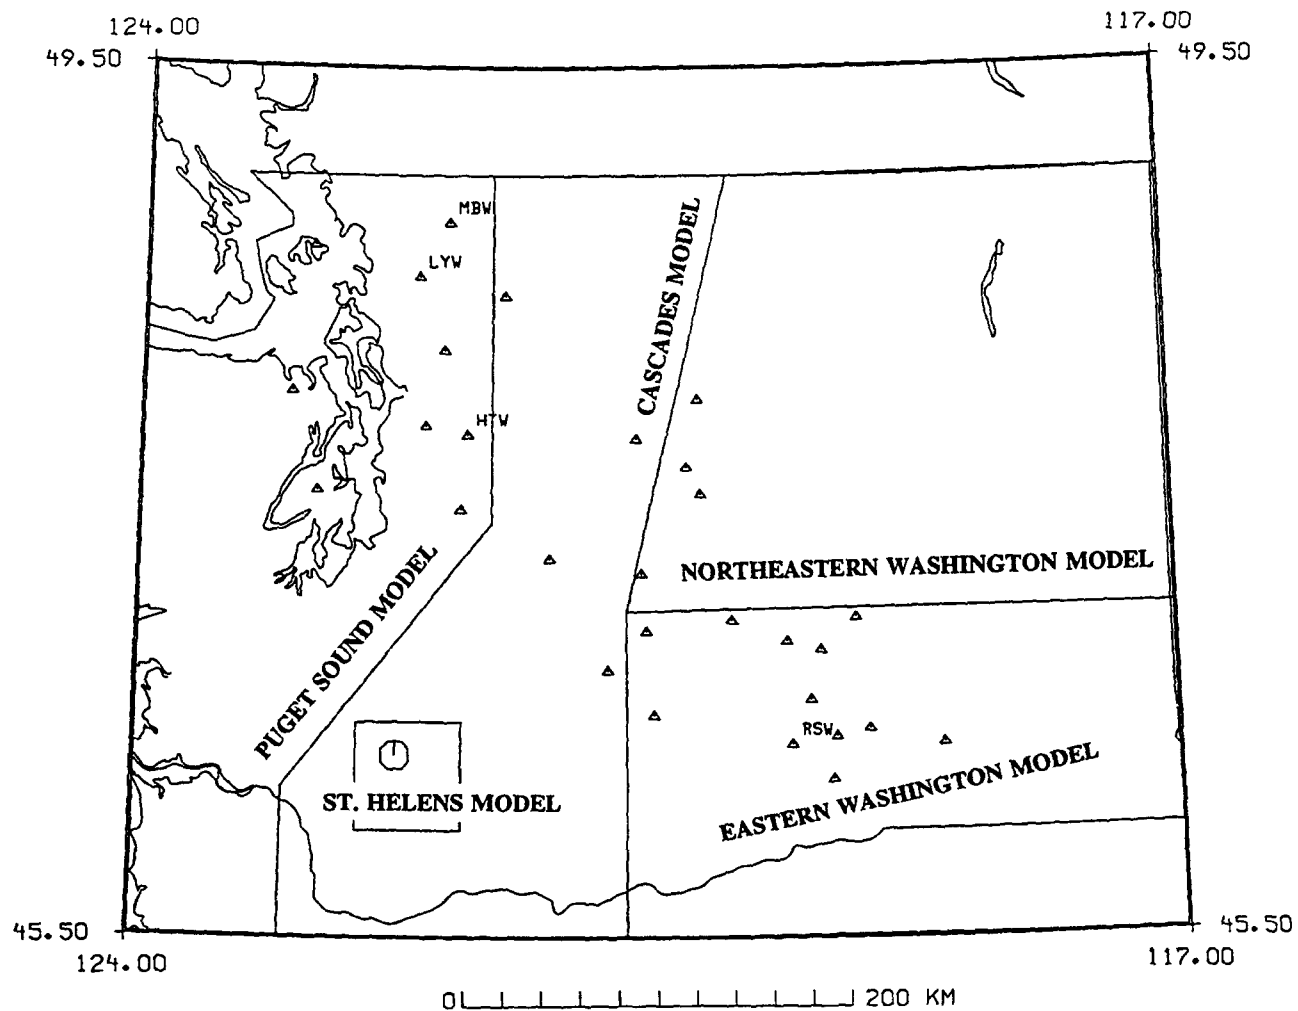 124.00
117.00
49.50
49.50
MBW
LYW
CASCADES MODEL
HTW
NORTHEASTERN WASHINGTON MODEL
PUGET SOUND MODEL
RSW
ST. HELENS MODEL
EASTERN WASHINGTON MODEL
45.50
45.50
124.00
117.00
0
200 KM